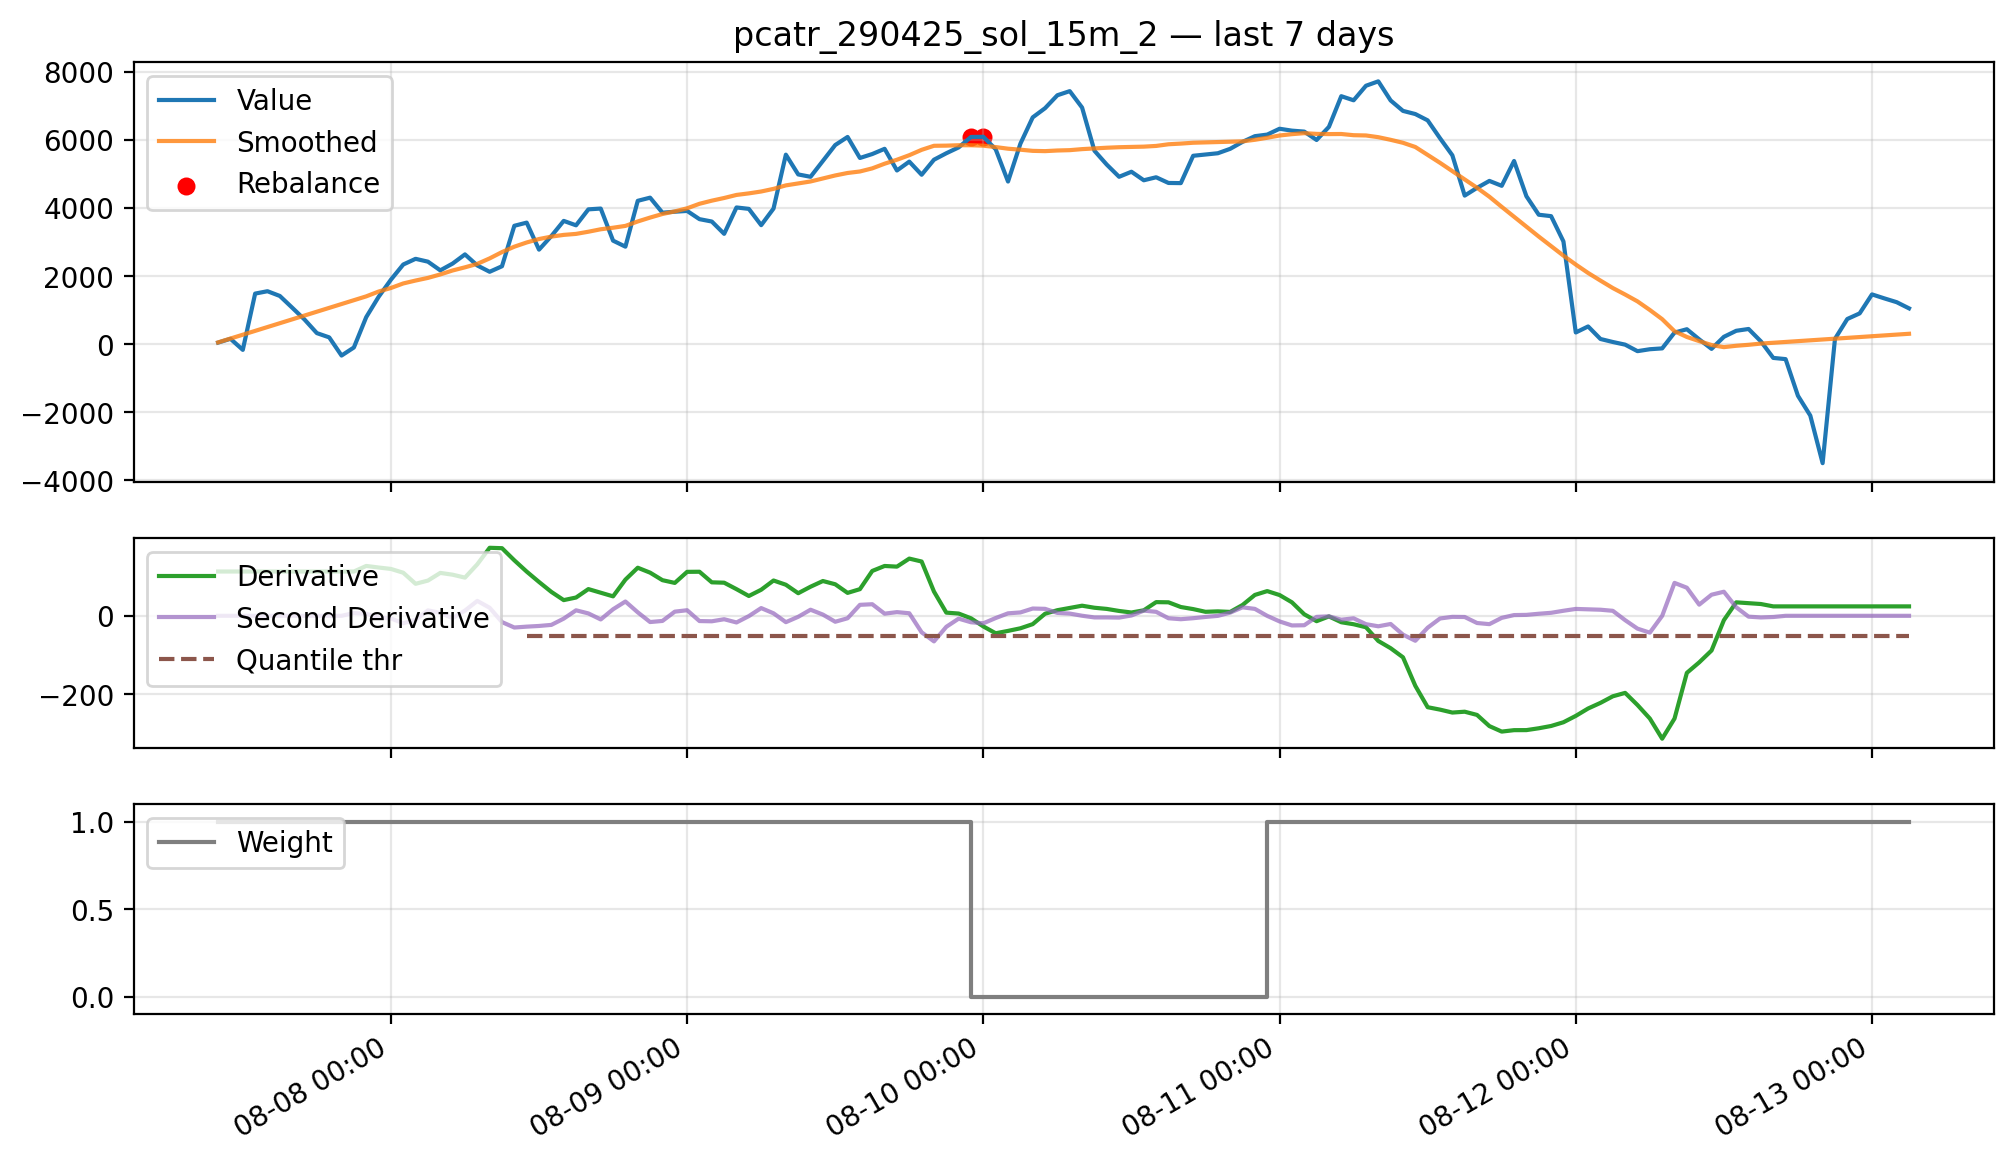 pcatr_290425_sol_15m_2 — last 7 days
8000
6000
4000
2000
0
−2000
−4000
Value
Smoothed
Rebalance
0
−200
Derivative
Second Derivative
Quantile thr
1.0
0.5
0.0
Weight
08-08 00:00
08-09 00:00
08-10 00:00
08-11 00:00
08-12 00:00
08-13 00:00